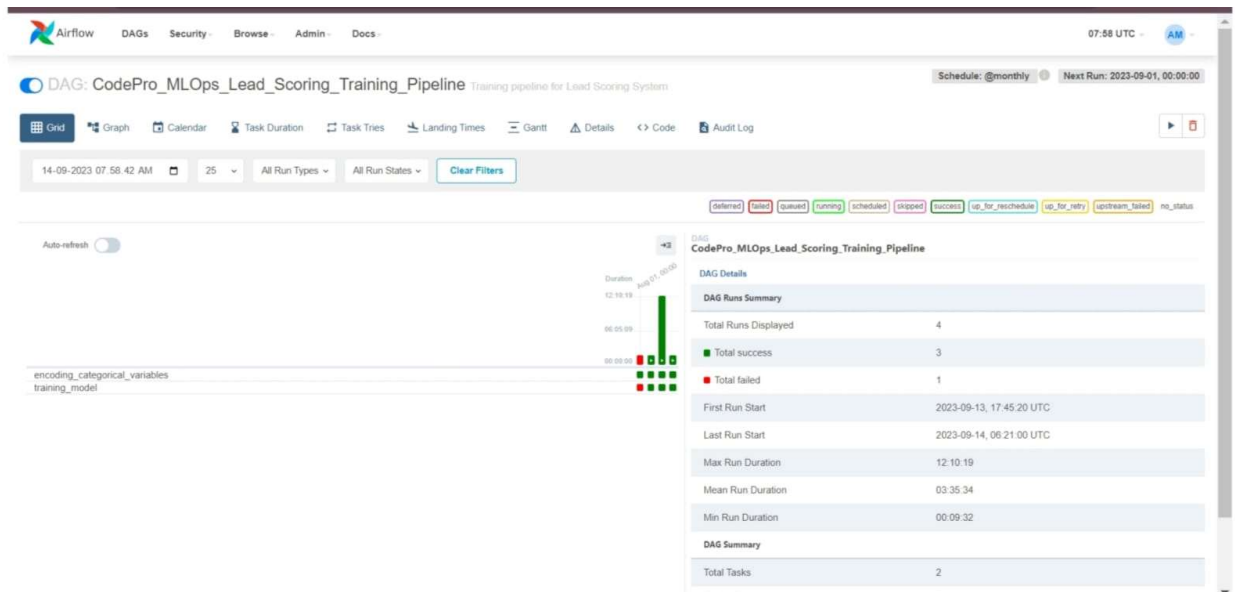 Airflow DAGs Security Browse Admin Docs 07:58 UTC AM
DAG: CodePro_MLOps_Lead_Scoring_Training_Pipeline Training pipeline for Lead Scoring System Schedule: @monthly Next Run: 2023-09-01, 00:00:00
Grid Graph Calendar Task Duration Task Tries Landing Times Gantt Details <> Code Audit Log
14-09-2023 07.58.42 AM 25 All Run Types All Run States Clear Filters
deferred failed queued running scheduled skipped success up_for_reschedule up_for_retry upstream_failed no_status
Auto-refresh
DAG
CodePro_MLOps_Lead_Scoring_Training_Pipeline
DAG Details
Duration Aug 01, 00:00
12:10:19
06:05:09
00:00:00
encoding_categorical_variables
training_model
DAG Runs Summary
Total Runs Displayed 4
Total success 3
Total failed 1
First Run Start 2023-09-13, 17:45:20 UTC
Last Run Start 2023-09-14, 06:21:00 UTC
Max Run Duration 12:10:19
Mean Run Duration 03:35:34
Min Run Duration 00:09:32
DAG Summary
Total Tasks 2